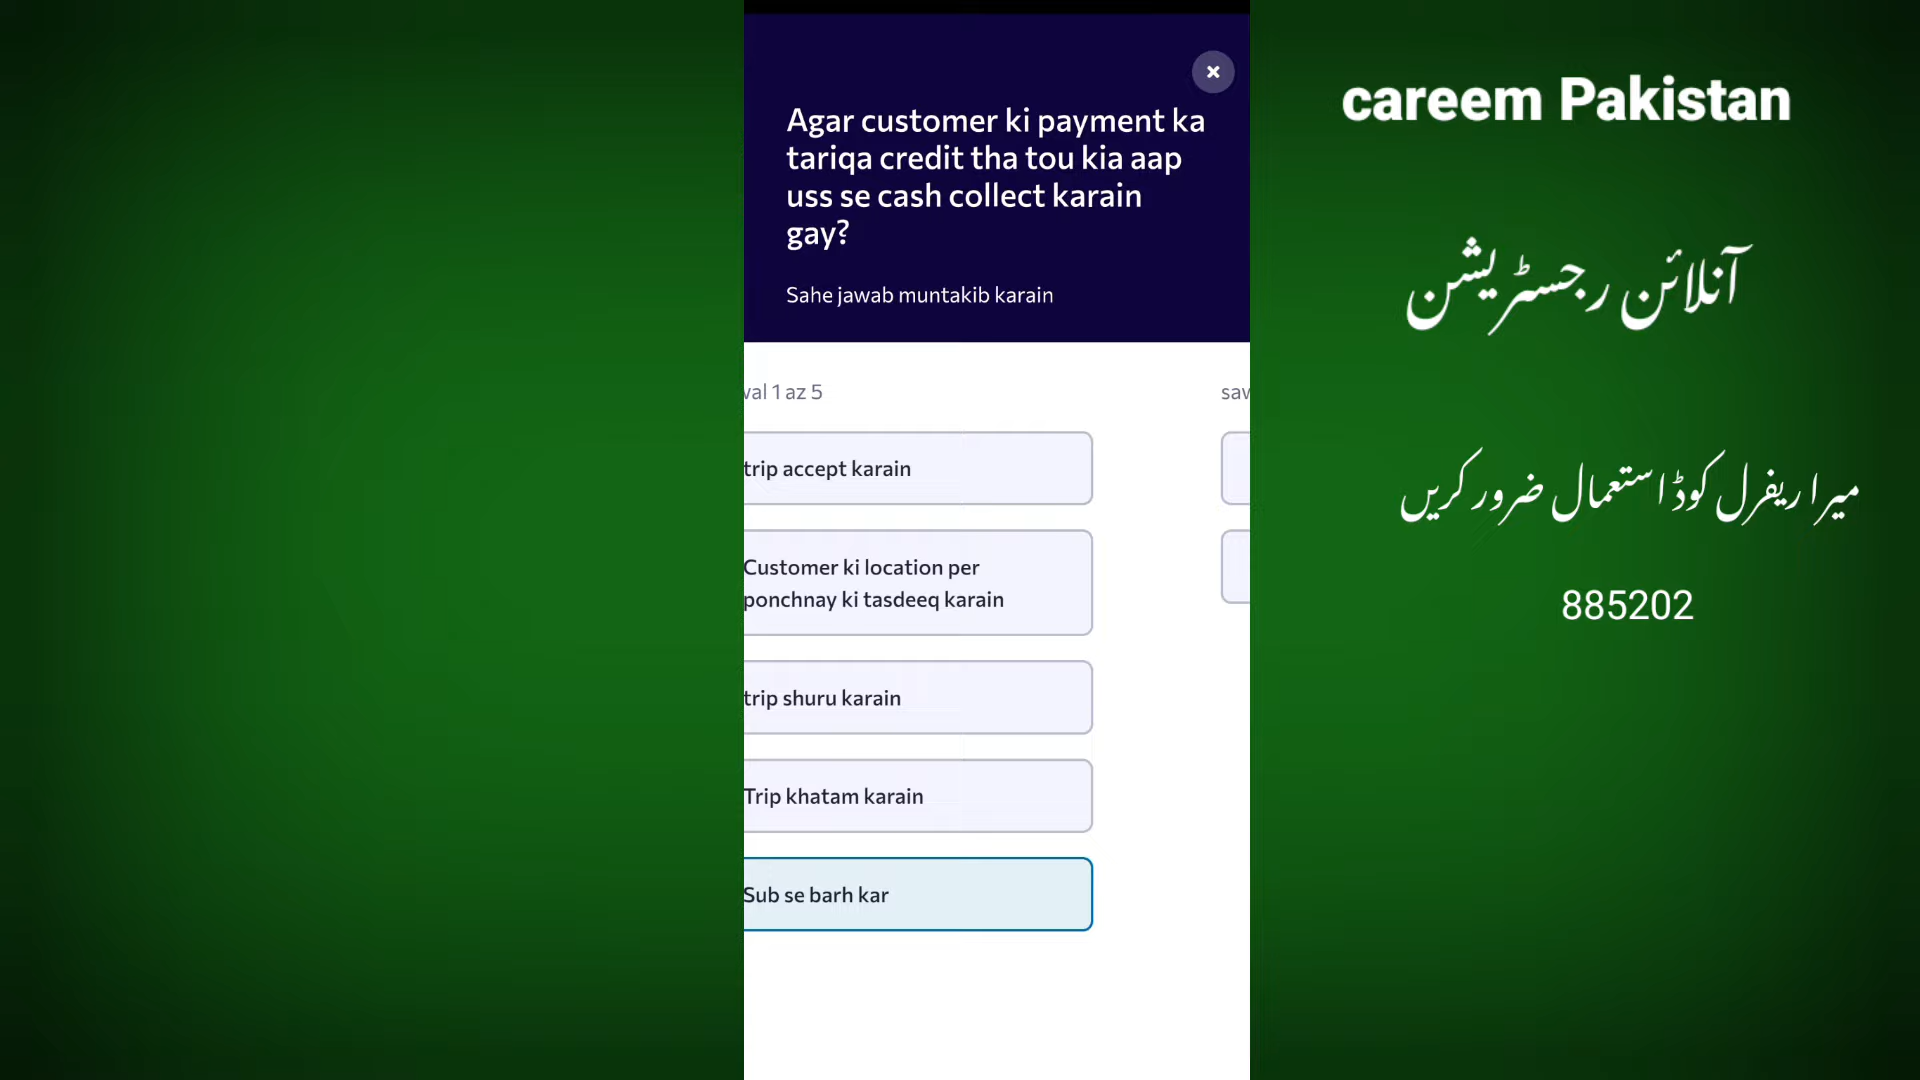 Agar customer ki payment ka
tariqa credit tha tou kia aap
uss se cash collect karain
gay?
Sahe jawab muntakib karain
val 1 az 5
trip accept karain
Customer ki location per
ponchnay ki tasdeeq karain
trip shuru karain
Trip khatam karain
Sub se barh kar
careem Pakistan
آنلائن رجسٹریشن
میرا ریفرل کوڈ استعمال ضرور کریں
885202